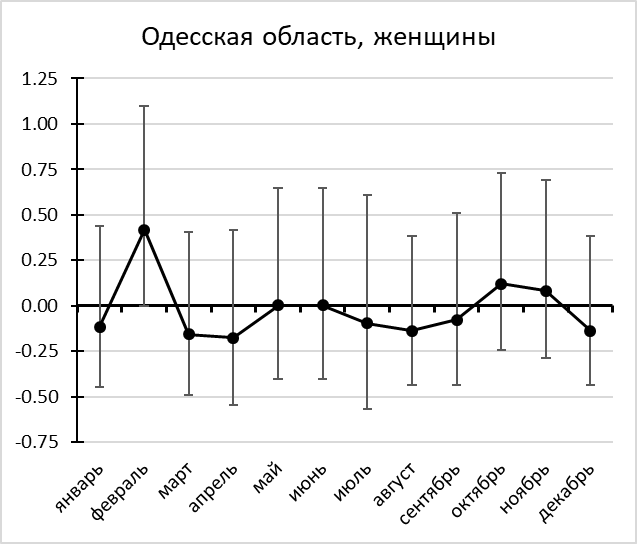 Одесская область, женщины
1.25
1.00
0.75
0.50
0.25
0.00
-0.25
-0.50
-0.75
январь
февраль
март
апрель
май
июнь
июль
август
сентябрь
октябрь
ноябрь
декабрь